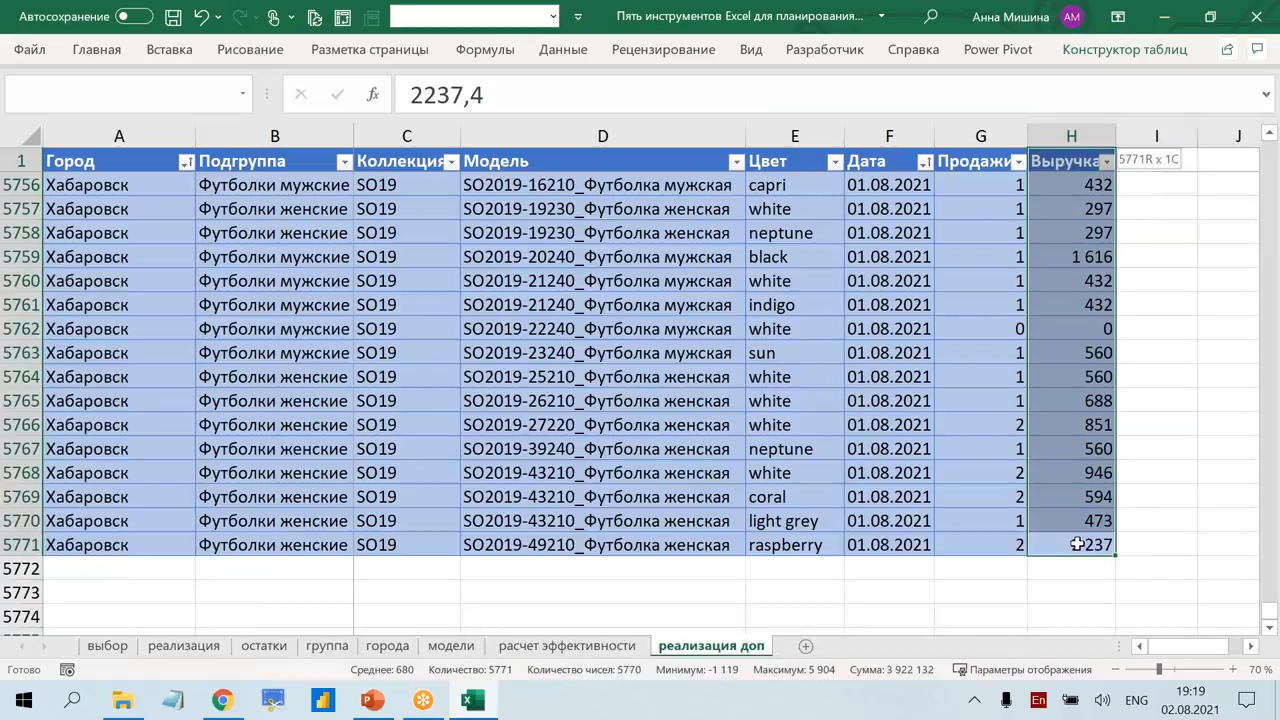 Автосохранение
Пять инструментов Excel для планирования...
Анна Мишина
АМ
Файл Главная Вставка Рисование Разметка страницы Формулы Данные Рецензирование Вид Разработчик Справка Power Pivot Конструктор таблиц
fx 2237,4
A B C D E F G H I J
1 Город Подгруппа Коллекция Модель Цвет Дата Продажи Выручка 5771R x 1C
5756 Хабаровск Футболки мужские SO19 SO2019-16210_Футболка мужская capri 01.08.2021 1 432
5757 Хабаровск Футболки женские SO19 SO2019-19230_Футболка женская white 01.08.2021 1 297
5758 Хабаровск Футболки женские SO19 SO2019-19230_Футболка женская neptune 01.08.2021 1 297
5759 Хабаровск Футболки мужские SO19 SO2019-20240_Футболка мужская black 01.08.2021 1 1 616
5760 Хабаровск Футболки мужские SO19 SO2019-21240_Футболка мужская white 01.08.2021 1 432
5761 Хабаровск Футболки мужские SO19 SO2019-21240_Футболка мужская indigo 01.08.2021 1 432
5762 Хабаровск Футболки мужские SO19 SO2019-22240_Футболка мужская white 01.08.2021 0 0
5763 Хабаровск Футболки мужские SO19 SO2019-23240_Футболка мужская sun 01.08.2021 1 560
5764 Хабаровск Футболки женские SO19 SO2019-25210_Футболка женская white 01.08.2021 1 560
5765 Хабаровск Футболки женские SO19 SO2019-26210_Футболка женская white 01.08.2021 1 688
5766 Хабаровск Футболки женские SO19 SO2019-27220_Футболка женская white 01.08.2021 2 851
5767 Хабаровск Футболки женские SO19 SO2019-39240_Футболка женская neptune 01.08.2021 1 560
5768 Хабаровск Футболки женские SO19 SO2019-43210_Футболка женская white 01.08.2021 2 946
5769 Хабаровск Футболки женские SO19 SO2019-43210_Футболка женская coral 01.08.2021 2 594
5770 Хабаровск Футболки женские SO19 SO2019-43210_Футболка женская light grey 01.08.2021 1 473
5771 Хабаровск Футболки женские SO19 SO2019-49210_Футболка женская raspberry 01.08.2021 2 237
5772
5773
5774
выбор реализация остатки группа города модели расчет эффективности реализация доп
Готово Среднее: 680 Количество: 5771 Количество чисел: 5770 Минимум: -1 119 Максимум: 5 904 Сумма: 3 922 132 Параметры отображения 70 %
En ENG 19:19
02.08.2021